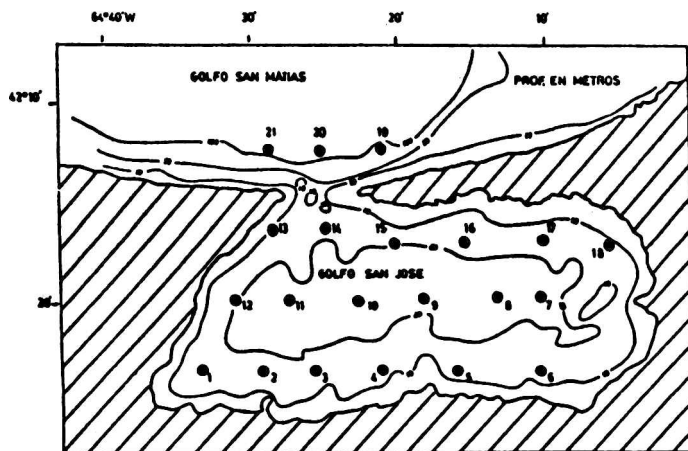 64°40'W 30' 20' 10'
GOLFO SAN MATIAS PROF. EN METROS
42°10'
21 20 19
13 14 15 16 17 18
GOLFO SAN JOSE
20'
12 11 10 9 8 7
1 2 3 4 5 6